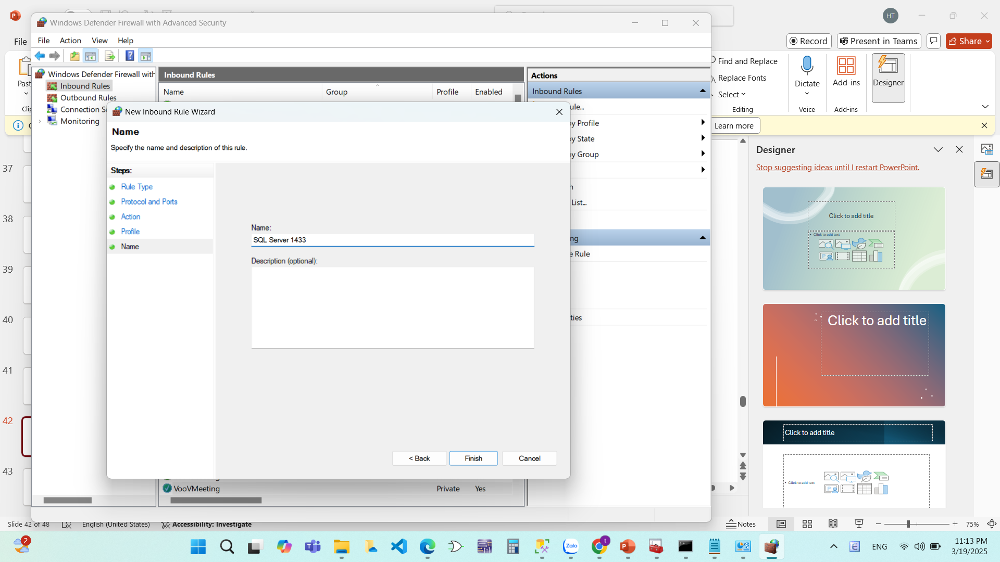 HT
Windows Defender Firewall with Advanced Security
File
File Action View Help
Record
Present in Teams
Share
Find and Replace
Replace Fonts
Select
Editing
Dictate
Voice
Add-ins
Add-ins
Designer
Learn more
Windows Defender Firewall with
Inbound Rules
Outbound Rules
Monitoring
Inbound Rules
Name Group Profile Enabled
Actions
Inbound Rules
New Inbound Rule Wizard
Name
Specify the name and description of this rule.
Steps:
Rule Type
Protocol and Ports
Action
Profile
Name
Name:
SQL Server 1433
Description (optional):
< Back Finish Cancel
by Profile
by State
by Group
List...
e Rule
VooVMeeting Private Yes
37
38
39
40
41
42
43
Designer
Stop suggesting ideas until I restart PowerPoint.
Click to add title
Click to add text
Click to add title
Click to add title
Click to add text
Slide 42 of 48 English (United States) Accessibility: Investigate
Notes
75%
2
Zalo
t
ENG
11:13 PM
3/19/2025